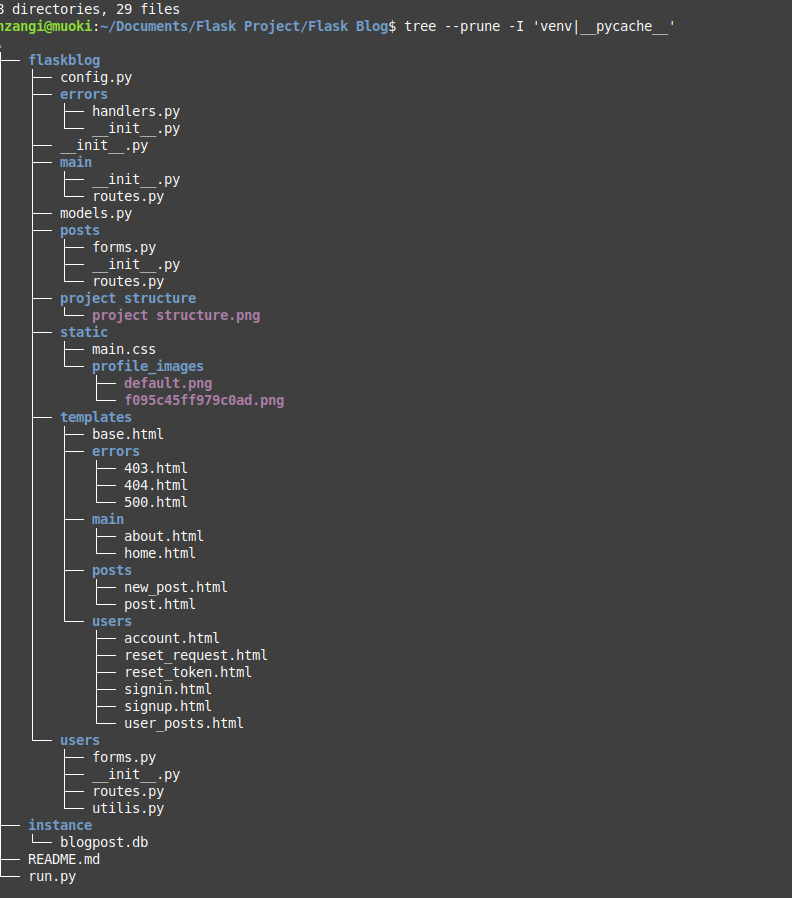 3 directories, 29 files
nzangi@muoki:~/Documents/Flask Project/Flask Blog$ tree --prune -I 'venv|__pycache__'
.
├── flaskblog
│   ├── config.py
│   ├── errors
│   │   ├── handlers.py
│   │   └── __init__.py
│   ├── __init__.py
│   ├── main
│   │   ├── __init__.py
│   │   └── routes.py
│   ├── models.py
│   ├── posts
│   │   ├── forms.py
│   │   ├── __init__.py
│   │   └── routes.py
│   ├── project structure
│   │   └── project structure.png
│   ├── static
│   │   ├── main.css
│   │   └── profile_images
│   │       ├── default.png
│   │       └── f095c45ff979c0ad.png
│   ├── templates
│   │   ├── base.html
│   │   ├── errors
│   │   │   ├── 403.html
│   │   │   ├── 404.html
│   │   │   └── 500.html
│   │   ├── main
│   │   │   ├── about.html
│   │   │   └── home.html
│   │   ├── posts
│   │   │   ├── new_post.html
│   │   │   └── post.html
│   │   └── users
│   │       ├── account.html
│   │       ├── reset_request.html
│   │       ├── reset_token.html
│   │       ├── signin.html
│   │       ├── signup.html
│   │       └── user_posts.html
│   └── users
│       ├── forms.py
│       ├── __init__.py
│       ├── routes.py
│       └── utilis.py
├── instance
│   └── blogpost.db
├── README.md
└── run.py